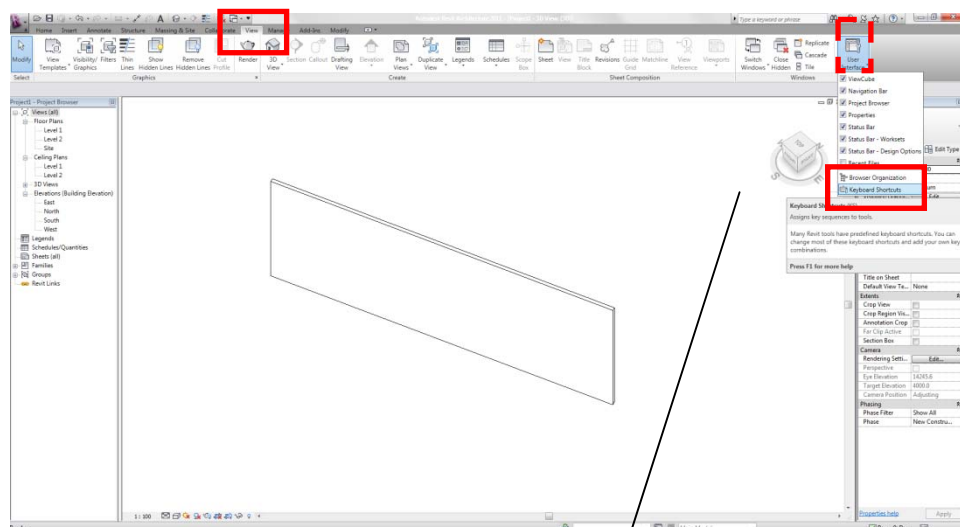 Type a keyword or phrase
Home Insert Annotate Structure Massing & Site Collaborate View Manage Add-Ins Modify
Modify
View Templates
Visibility/ Graphics
Filters
Thin Lines
Show Hidden Lines
Remove Hidden Lines
Cut Profile
Render
3D View
Section
Callout
Drafting View
Elevation
Plan Views
Duplicate View
Legends
Schedules
Scope Box
Sheet
View
Title Block
Revisions
Guide Grid
Matchline
View Reference
Viewports
Switch Windows
Close Hidden
Replicate
Cascade
Tile
User Interface
Select
Graphics
Create
Sheet Composition
Windows
Project1 - Project Browser
Views (all)
Floor Plans
Level 1
Level 2
Site
Ceiling Plans
Level 1
Level 2
3D Views
Elevations (Building Elevation)
East
North
South
West
Legends
Schedules/Quantities
Sheets (all)
Families
Groups
Revit Links
ViewCube
Navigation Bar
Project Browser
Properties
Status Bar
Status Bar - Worksets
Status Bar - Design Options
Recent Files
Browser Organization
Keyboard Shortcuts
Edit Type
Assigns key sequences to tools.
Many Revit tools have predefined keyboard shortcuts. You can
change most of these keyboard shortcuts and add your own key
combinations.
Press F1 for more help
Title on Sheet
Default View Te... None
Extents
Crop View
Crop Region Vis...
Annotation Crop
Far Clip Active
Section Box
Camera
Rendering Setti... Edit...
Perspective
Eye Elevation 14245.6
Target Elevation 4000.0
Camera Position Adjusting
Phasing
Phase Filter Show All
Phase New Constru...
1 : 100
Properties help
Apply